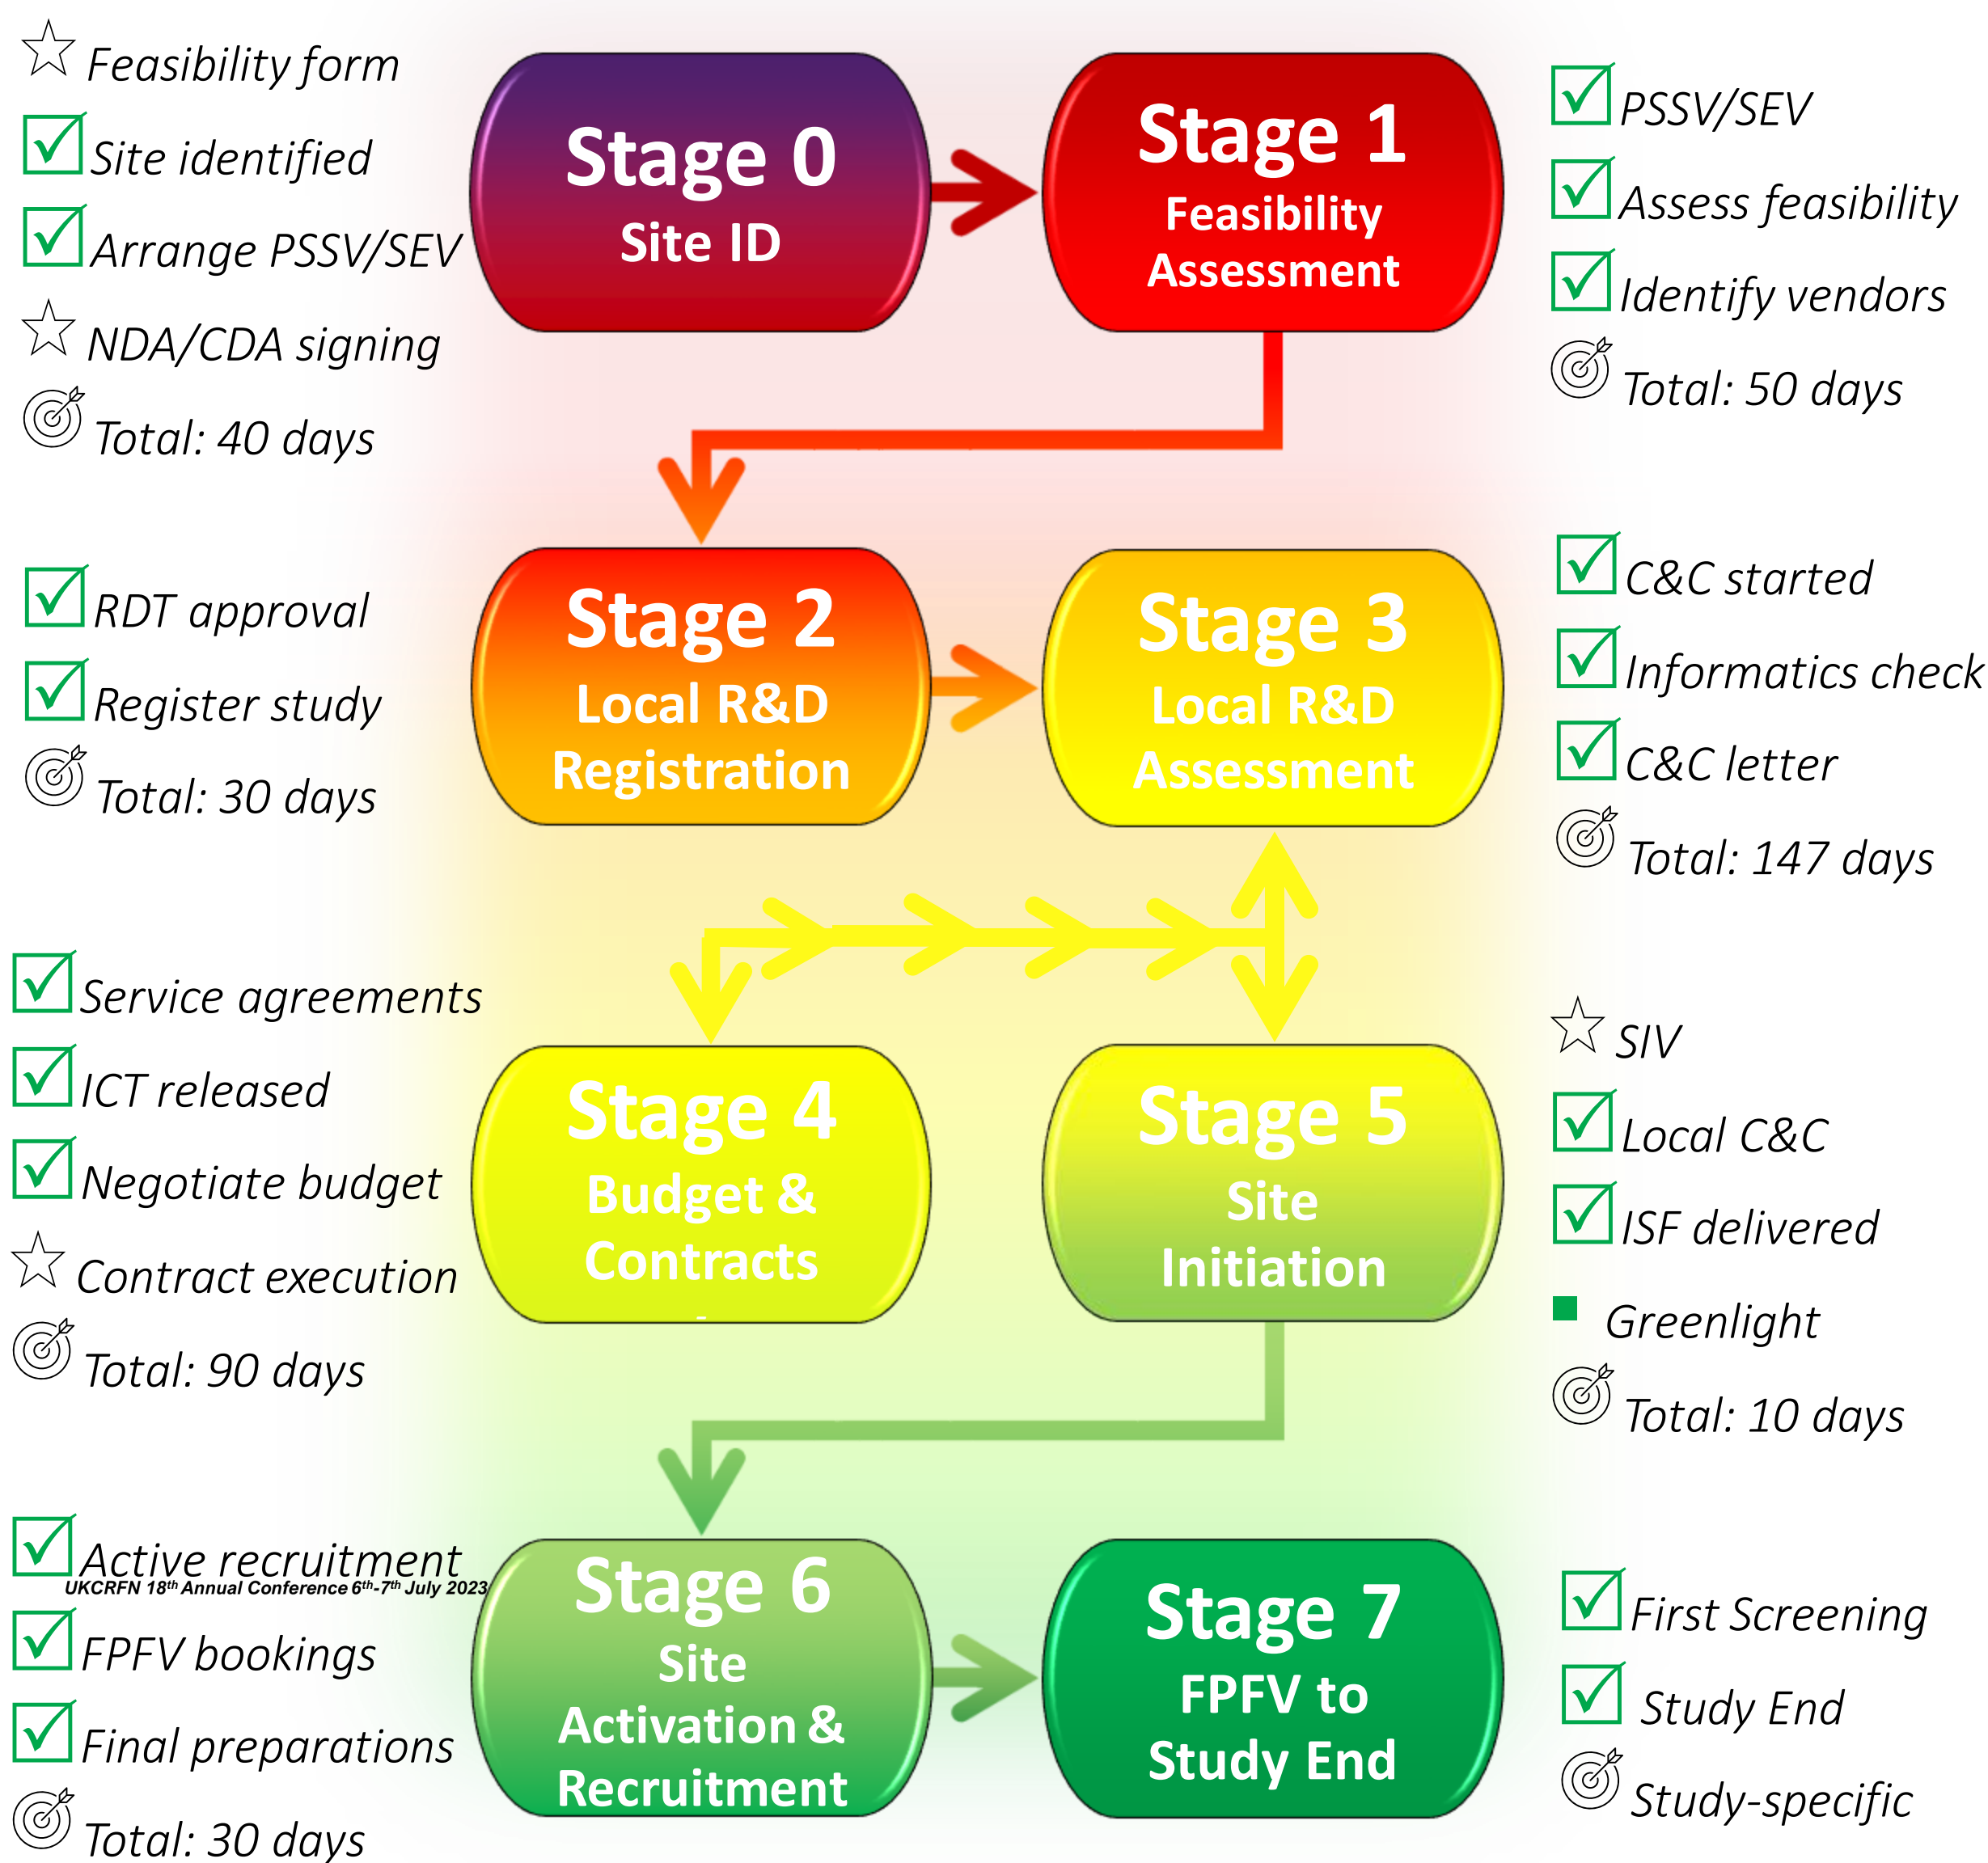 Feasibility form
Site identified
Arrange PSSV/SEV
NDA/CDA signing
Total: 40 days
Stage 0
Site ID
Stage 1
Feasibility
Assessment
PSSV/SEV
Assess feasibility
Identify vendors
Total: 50 days
RDT approval
Register study
Total: 30 days
Stage 2
Local R&D
Registration
Stage 3
Local R&D
Assessment
C&C started
Informatics check
C&C letter
Total: 147 days
Service agreements
ICT released
Negotiate budget
Contract execution
Total: 90 days
Stage 4
Budget &
Contracts
-
Stage 5
Site
Initiation
SIV
Local C&C
ISF delivered
Greenlight
Total: 10 days
Active recruitment
UKCRFN 18th Annual Conference 6th-7th July 2023
FPFV bookings
Final preparations
Total: 30 days
Stage 6
Site
Activation &
Recruitment
Stage 7
FPFV to
Study End
First Screening
Study End
Study-specific